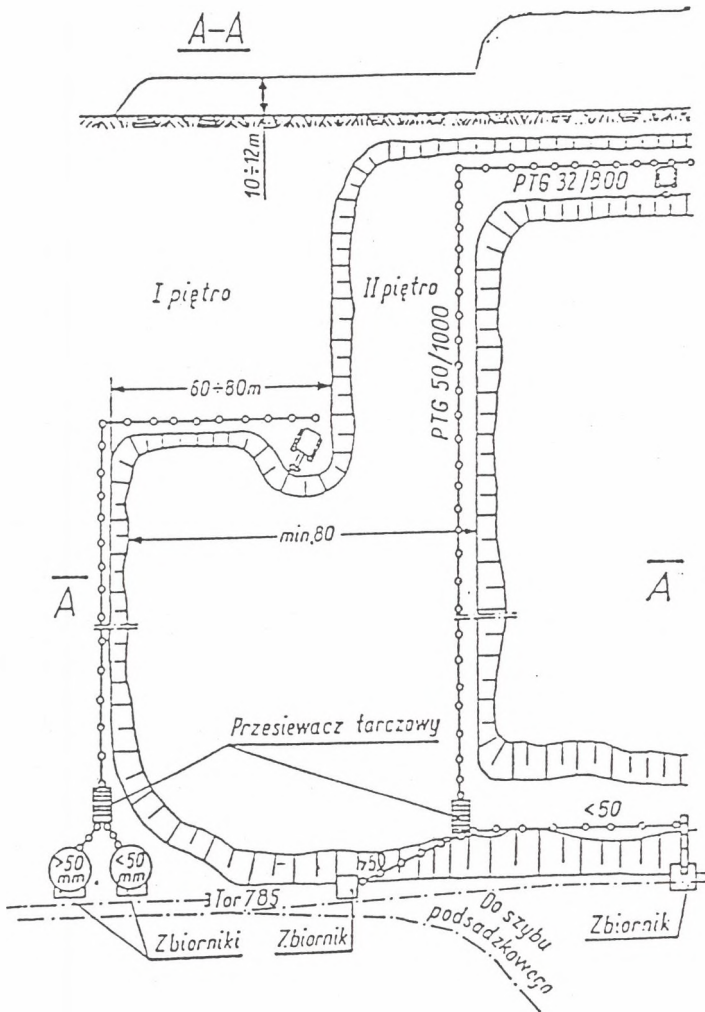 A-A
10÷12m
PTG 32/800
I piętro
II piętro
PTG 50/1000
60÷80m
min.80
A
A
Przesiewacz tarczowy
<50
>50
mm
<50
mm
Tor 785
Zbiorniki
Zbiornik
Do szybu
podsadzkowego
Zbiornik